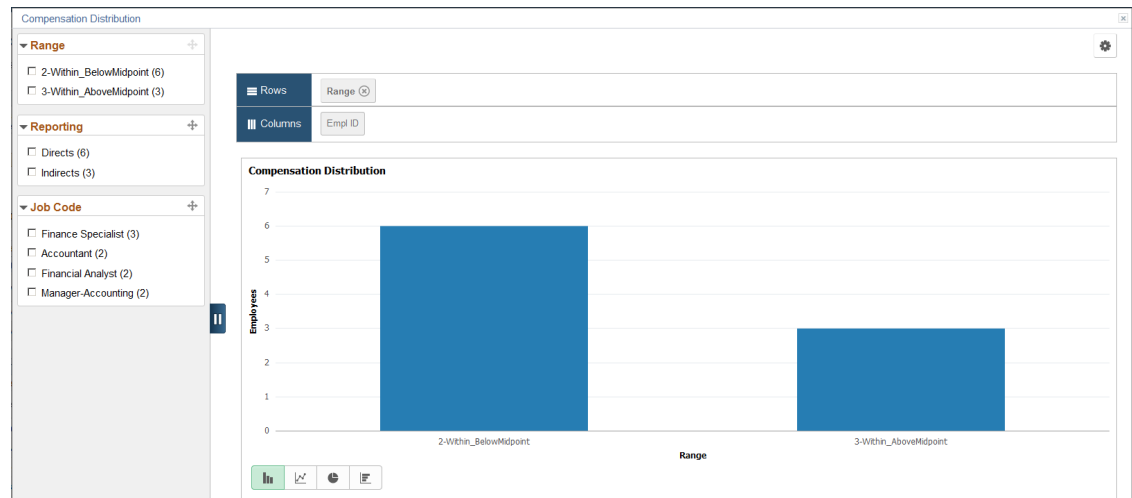 Compensation Distribution
Range
2-Within_BelowMidpoint (6)
3-Within_AboveMidpoint (3)
Reporting
Directs (6)
Indirects (3)
Job Code
Finance Specialist (3)
Accountant (2)
Financial Analyst (2)
Manager-Accounting (2)
Rows
Range
Columns
Empl ID
Compensation Distribution
7
6
5
4
3
2
1
0
Employees
2-Within_BelowMidpoint
3-Within_AboveMidpoint
Range